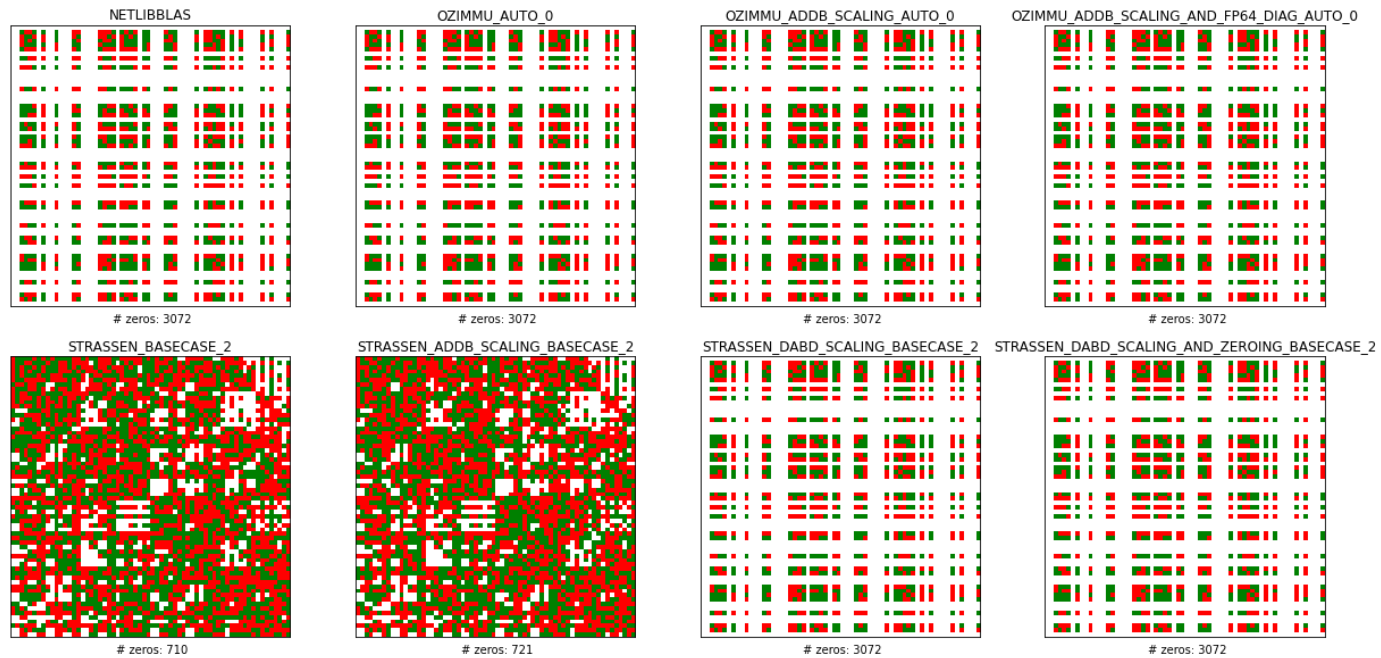 NETLIBBLAS
OZIMMU_AUTO_0
OZIMMU_ADDB_SCALING_AUTO_0
OZIMMU_ADDB_SCALING_AND_FP64_DIAG_AUTO_0
# zeros: 3072
# zeros: 3072
# zeros: 3072
# zeros: 3072
STRASSEN_BASECASE_2
STRASSEN_ADDB_SCALING_BASECASE_2
STRASSEN_DABD_SCALING_BASECASE_2
STRASSEN_DABD_SCALING_AND_ZEROING_BASECASE_2
# zeros: 710
# zeros: 721
# zeros: 3072
# zeros: 3072